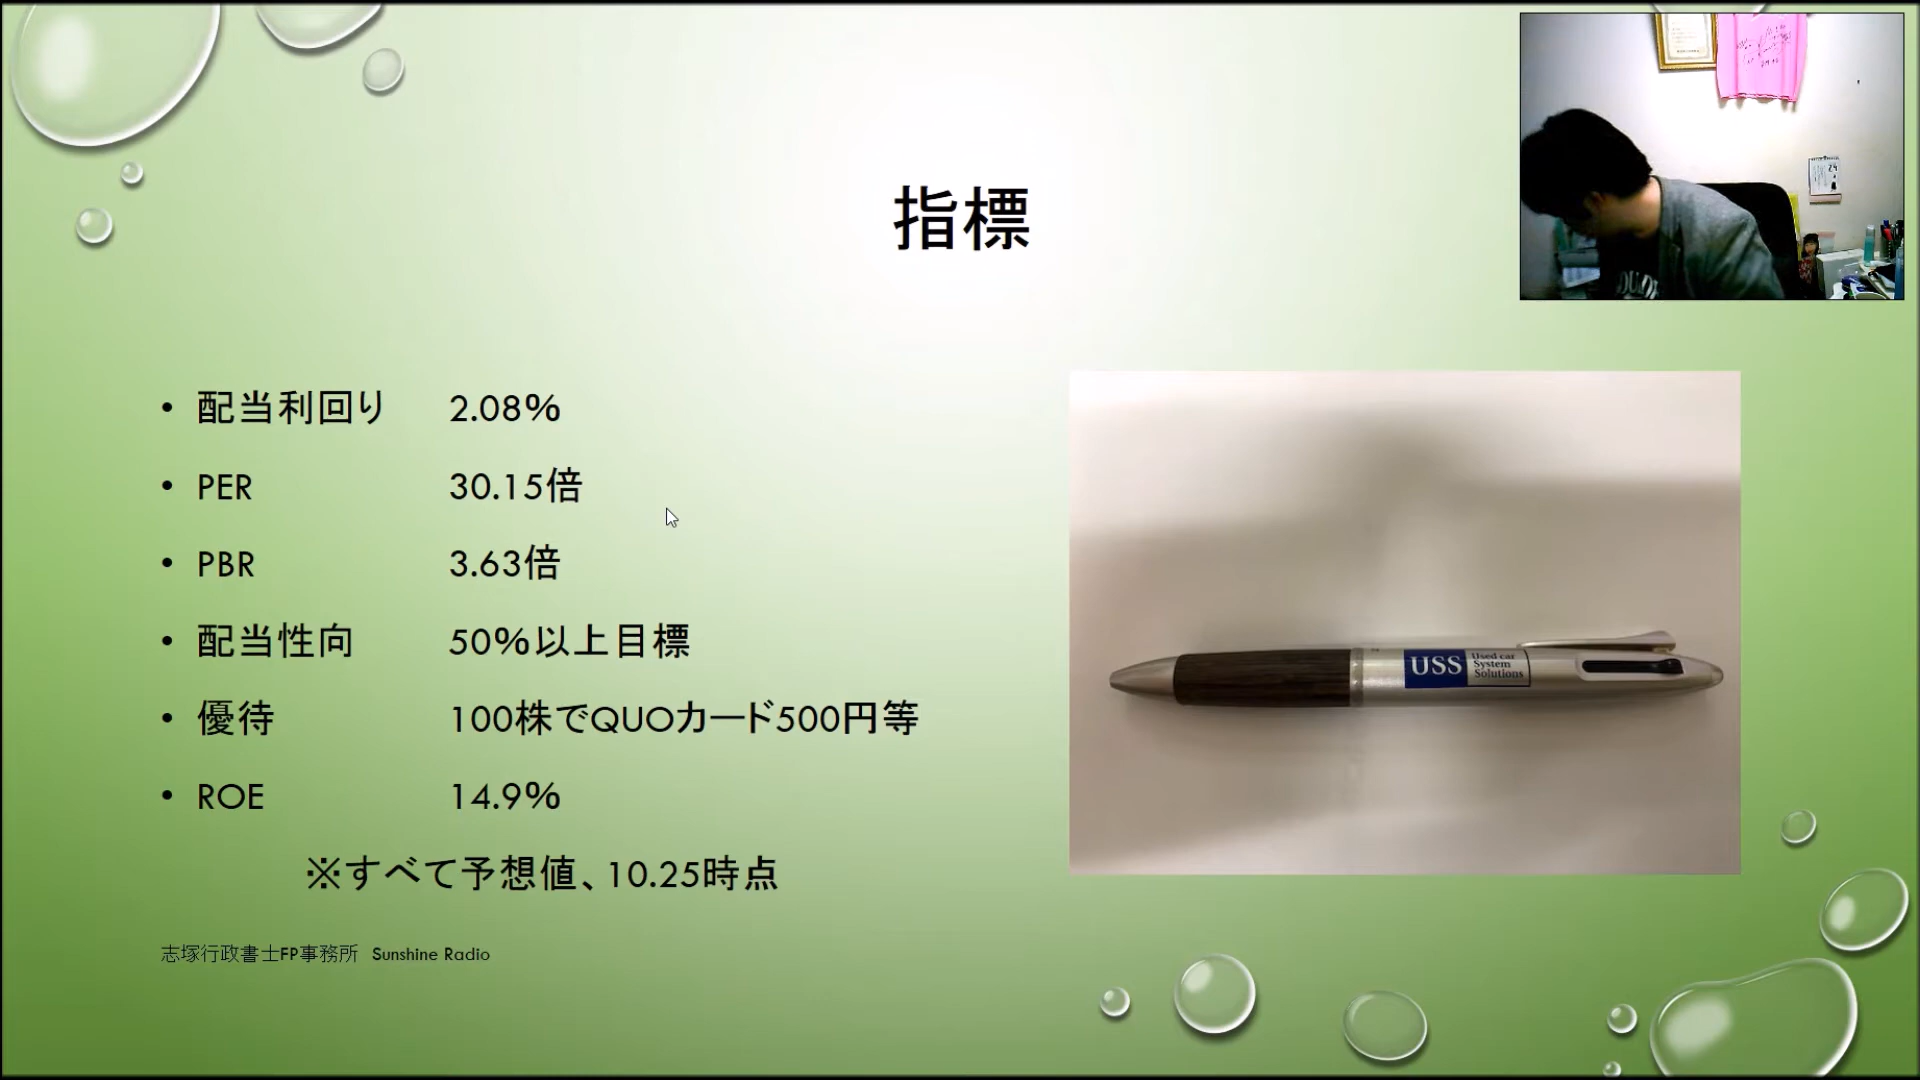 指標
• 配当利回り 2.08%
• PER 30.15倍
• PBR 3.63倍
• 配当性向 50%以上目標
• 優待 100株でQUOカード500円等
• ROE 14.9%
※すべて予想値、10.25時点
志塚行政書士FP事務所 Sunshine Radio
USS
Used car
System
Solutions
24